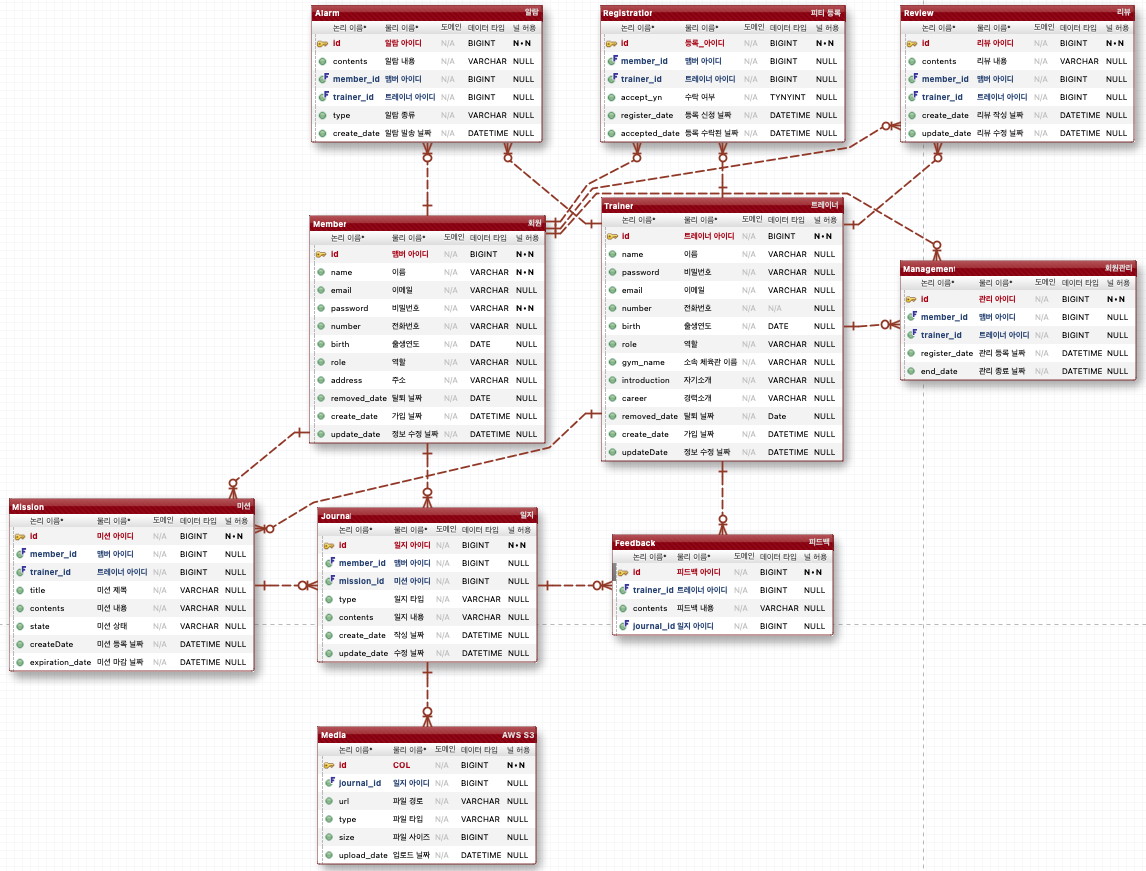 Alarm 알람
논리 이름* 물리 이름* 도메인 데이터 타입 널 허용
id 알람 아이디 N/A BIGINT N•N
contents 알람 내용 N/A VARCHAR NULL
member_id 맴버 아이디 N/A BIGINT NULL
trainer_id 트레이너 아이디 N/A BIGINT NULL
type 알람 종류 N/A VARCHAR NULL
create_date 알람 발송 날짜 N/A DATETIME NULL
Registration 피티 등록
논리 이름* 물리 이름* 도메인 데이터 타입 널 허용
id 등록_아이디 N/A BIGINT N•N
member_id 맴버 아이디 N/A BIGINT NULL
trainer_id 트레이너 아이디 N/A BIGINT NULL
accept_yn 수락 여부 N/A TYNYINT NULL
register_date 등록 신청 날짜 N/A DATETIME NULL
accepted_date 등록 수락된 날짜 N/A DATETIME NULL
Review 리뷰
논리 이름* 물리 이름* 도메인 데이터 타입 널 허용
id 리뷰 아이디 N/A BIGINT N•N
contents 리뷰 내용 N/A VARCHAR NULL
member_id 맴버 아이디 N/A BIGINT NULL
trainer_id 트레이너 아이디 N/A BIGINT NULL
create_date 리뷰 작성 날짜 N/A DATETIME NULL
update_date 리뷰 수정 날짜 N/A DATETIME NULL
Member 회원
논리 이름* 물리 이름* 도메인 데이터 타입 널 허용
id 맴버 아이디 N/A BIGINT N•N
name 이름 N/A VARCHAR N•N
email 이메일 N/A VARCHAR NULL
password 비밀번호 N/A VARCHAR N•N
number 전화번호 N/A VARCHAR NULL
birth 출생연도 N/A DATE NULL
role 역할 N/A VARCHAR NULL
address 주소 N/A VARCHAR NULL
removed_date 탈퇴 날짜 N/A DATE NULL
create_date 가입 날짜 N/A DATETIME NULL
update_date 정보 수정 날짜 N/A DATETIME NULL
Trainer 트레이너
논리 이름* 물리 이름* 도메인 데이터 타입 널 허용
id 트레이너 아이디 N/A BIGINT N•N
name 이름 N/A VARCHAR NULL
password 비밀번호 N/A VARCHAR NULL
email 이메일 N/A VARCHAR NULL
number 전화번호 N/A N/A NULL
birth 출생연도 N/A DATE NULL
role 역할 N/A VARCHAR NULL
gym_name 소속 체육관 이름 N/A VARCHAR NULL
introduction 자기소개 N/A VARCHAR NULL
career 경력소개 N/A VARCHAR NULL
removed_date 탈퇴 날짜 N/A Date NULL
create_date 가입 날짜 N/A DATETIME NULL
updateDate 정보 수정 날짜 N/A DATETIME NULL
Management 회원관리
논리 이름* 물리 이름* 도메인 데이터 타입 널 허용
id 관리 아이디 N/A BIGINT N•N
member_id 맴버 아이디 N/A BIGINT NULL
trainer_id 트레이너 아이디 N/A BIGINT NULL
register_date 관리 등록 날짜 N/A DATETIME NULL
end_date 관리 종료 날짜 N/A DATETIME NULL
Mission 미션
논리 이름* 물리 이름* 도메인 데이터 타입 널 허용
id 미션 아이디 N/A BIGINT N•N
member_id 맴버 아이디 N/A BIGINT NULL
trainer_id 트레이너 아이디 N/A BIGINT NULL
title 미션 제목 N/A VARCHAR NULL
contents 미션 내용 N/A VARCHAR NULL
state 미션 상태 N/A VARCHAR NULL
createDate 미션 등록 날짜 N/A DATETIME NULL
expiration_date 미션 마감 날짜 N/A DATETIME NULL
Journal 일지
논리 이름* 물리 이름* 도메인 데이터 타입 널 허용
id 일지 아이디 N/A BIGINT N•N
member_id 맴버 아이디 N/A BIGINT NULL
mission_id 미션 아이디 N/A BIGINT NULL
type 일지 타입 N/A VARCHAR NULL
contents 일지 내용 N/A VARCHAR NULL
create_date 작성 날짜 N/A DATETIME NULL
update_date 수정 날짜 N/A DATETIME NULL
Feedback 피드백
논리 이름* 물리 이름* 도메인 데이터 타입 널 허용
id 피드백 아이디 N/A BIGINT N•N
trainer_id 트레이너 아이디 N/A BIGINT NULL
contents 피드백 내용 N/A VARCHAR NULL
journal_id 일지 아이디 N/A BIGINT NULL
Media AWS S3
논리 이름* 물리 이름* 도메인 데이터 타입 널 허용
id COL N/A BIGINT N•N
journal_id 일지 아이디 N/A BIGINT NULL
url 파일 경로 N/A VARCHAR NULL
type 파일 타입 N/A VARCHAR NULL
size 파일 사이즈 N/A BIGINT NULL
upload_date 업로드 날짜 N/A DATETIME NULL